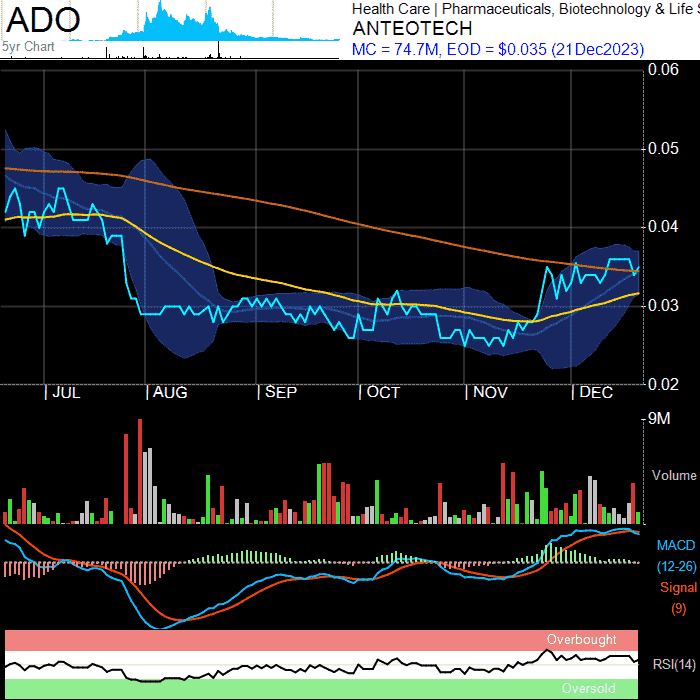 ADO
5yr Chart
Health Care | Pharmaceuticals, Biotechnology & Life S
ANTEOTECH
MC = 74.7M, EOD = $0.035 (21Dec2023)
0.06
0.05
0.04
0.03
0.02
JUL
AUG
SEP
OCT
NOV
DEC
9M
Volume
MACD
(12-26)
Signal
(9)
Overbought
RSI(14)
Oversold